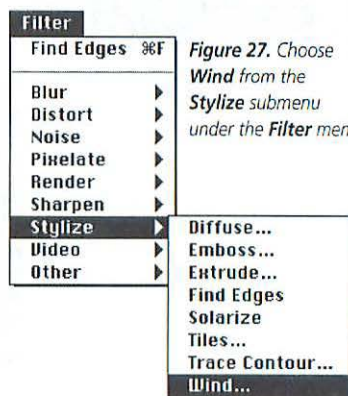 Filter
Find Edges ⌘F
Blur
Distort
Noise
Pixelate
Render
Sharpen
Stylize
Video
Other
Diffuse...
Emboss...
Extrude...
Find Edges
Solarize
Tiles...
Trace Contour...
Wind...
Figure 27. Choose
Wind from the
Stylize submenu
under the Filter men